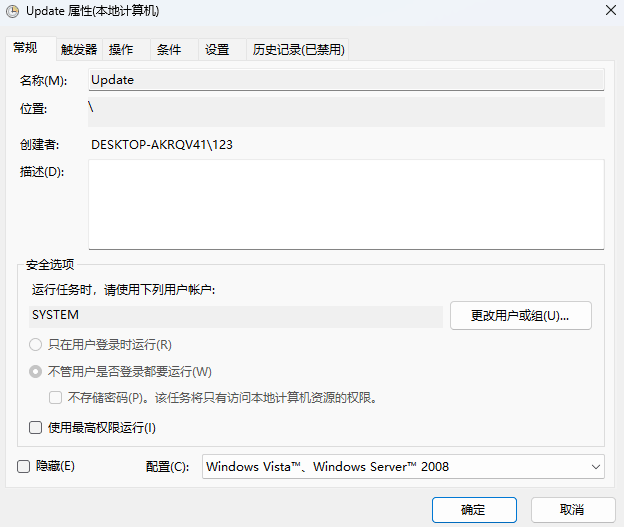 Update 属性(本地计算机)
常规 触发器 操作 条件 设置 历史记录(已禁用)
名称(M): Update
位置: \
创建者: DESKTOP-AKRQV41\123
描述(D):
安全选项
运行任务时，请使用下列用户帐户:
SYSTEM 更改用户或组(U)...
只在用户登录时运行(R)
不管用户是否登录都要运行(W)
不存储密码(P)。该任务将只有访问本地计算机资源的权限。
使用最高权限运行(I)
隐藏(E) 配置(C): Windows Vista™、Windows Server™ 2008
确定 取消